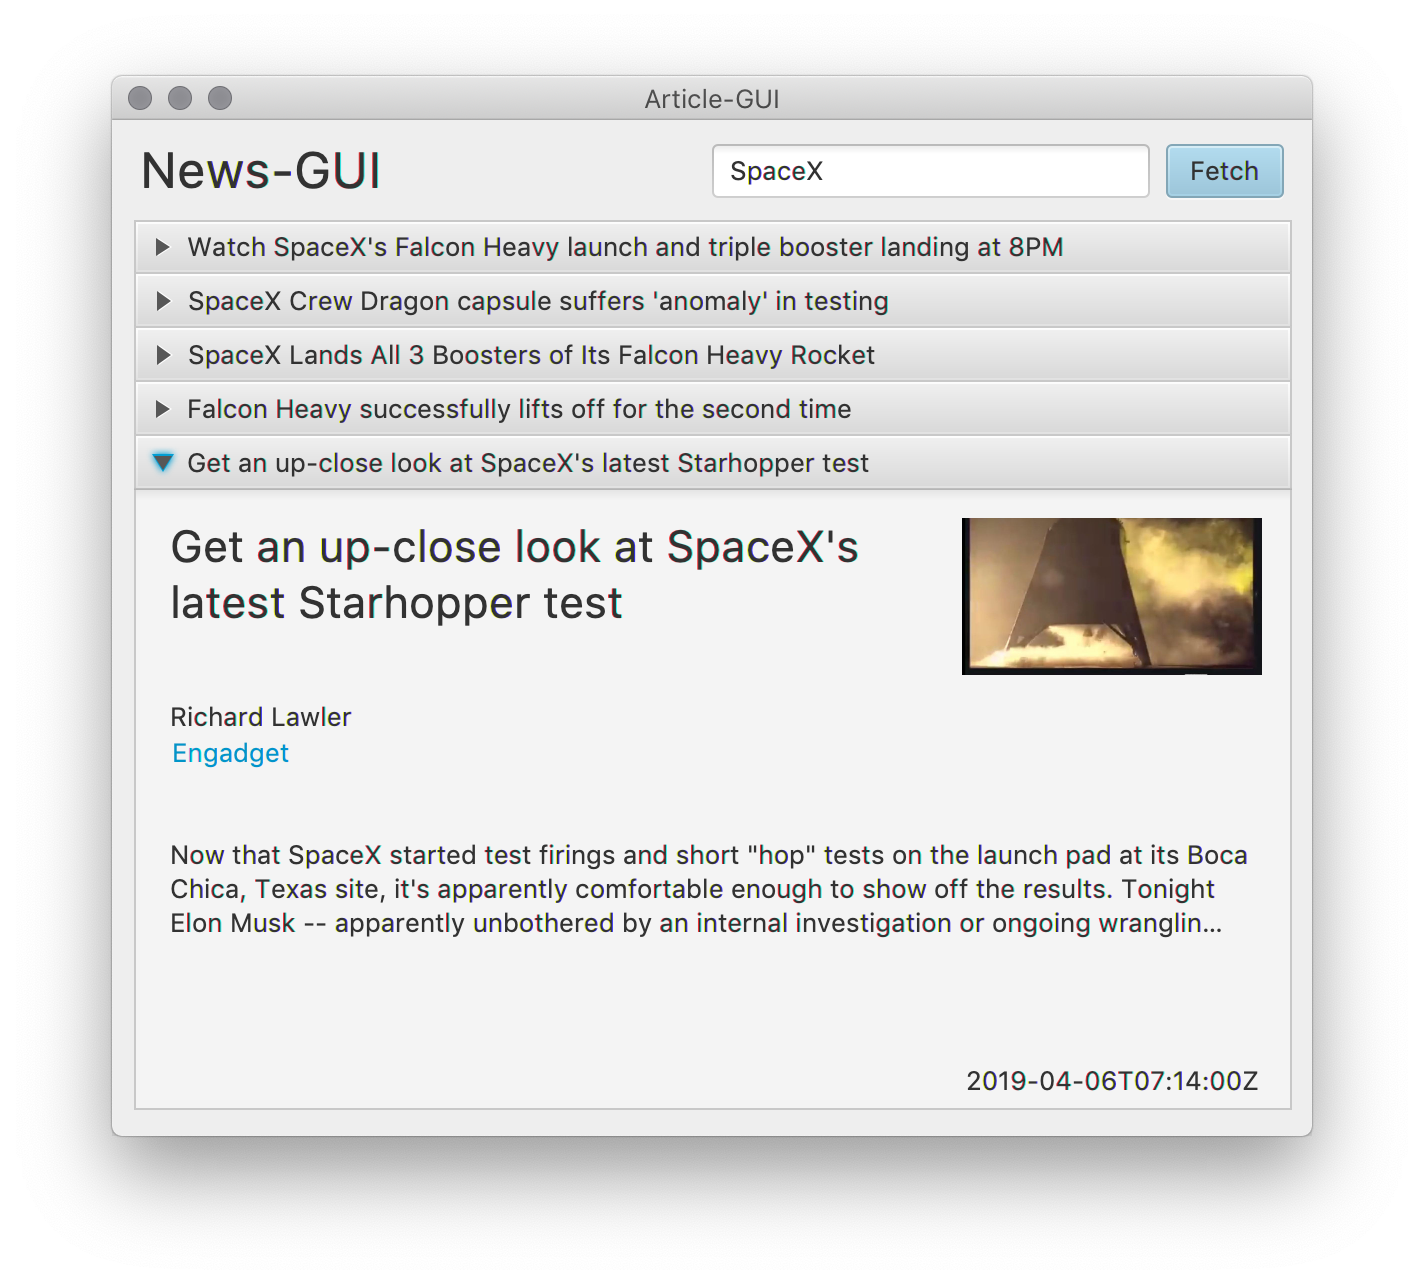 Article-GUI
News-GUI
SpaceX
Fetch
Watch SpaceX's Falcon Heavy launch and triple booster landing at 8PM
SpaceX Crew Dragon capsule suffers 'anomaly' in testing
SpaceX Lands All 3 Boosters of Its Falcon Heavy Rocket
Falcon Heavy successfully lifts off for the second time
Get an up-close look at SpaceX's latest Starhopper test
Get an up-close look at SpaceX's
latest Starhopper test
Richard Lawler
Engadget
Now that SpaceX started test firings and short "hop" tests on the launch pad at its Boca
Chica, Texas site, it's apparently comfortable enough to show off the results. Tonight
Elon Musk -- apparently unbothered by an internal investigation or ongoing wranglin...
2019-04-06T07:14:00Z